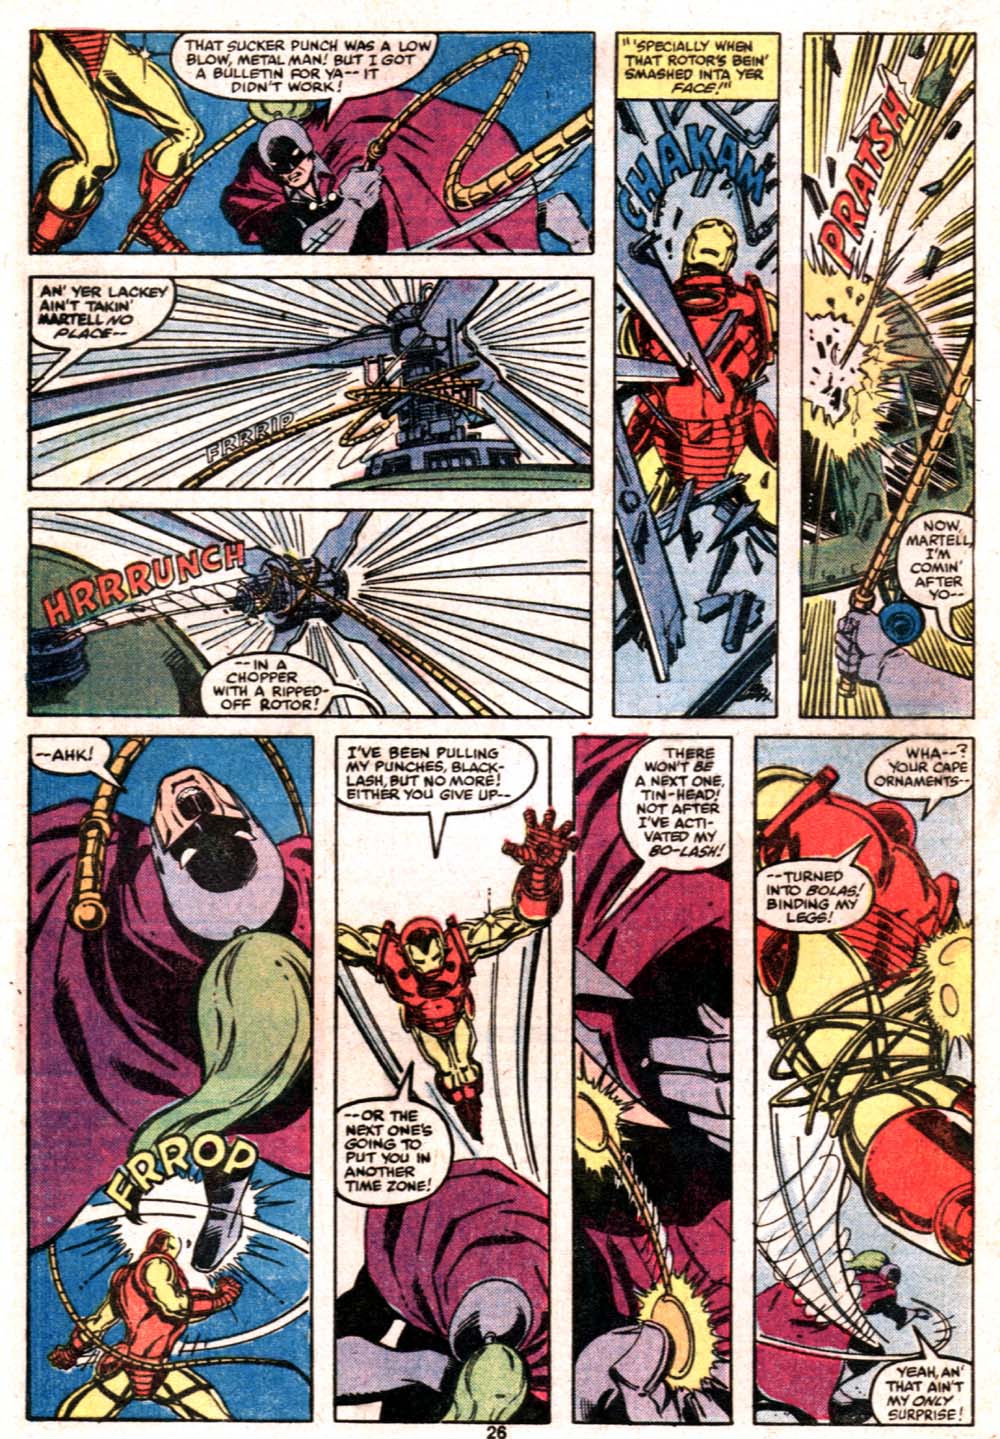 THAT SUCKER PUNCH WAS A LOW
BLOW, METAL MAN! BUT I GOT
A BULLETIN FOR YA--IT
DIDN'T WORK!
AN' YER LACKEY
AIN'T TAKIN'
MARTELL NO
PLACE--
FRRRIP
HRRRUNCH
--IN A
CHOPPER
WITH A RIPPED-
OFF ROTOR!
"'SPECIALLY WHEN
THAT ROTOR'S BEIN'
SMASHED INTA YER
FACE!"
CHAKAM
PRATSH
NOW,
MARTELL,
I'M
COMIN'
AFTER
YO--
--AHK!
FRROP
I'VE BEEN PULLING
MY PUNCHES, BLACK-
LASH, BUT NO MORE!
EITHER YOU GIVE UP--
--OR THE
NEXT ONE'S
GOING TO
PUT YOU IN
ANOTHER
TIME ZONE!
THERE
WON'T BE
A NEXT ONE,
TIN-HEAD!
NOT AFTER
I'VE ACTI-
VATED MY
BO-LASH!
WHA--?
YOUR CAPE
ORNAMENTS--
--TURNED
INTO BOLAS!
BINDING MY
LEGS!
YEAH, AN'
THAT AIN'T
MY ONLY
SURPRISE!
26